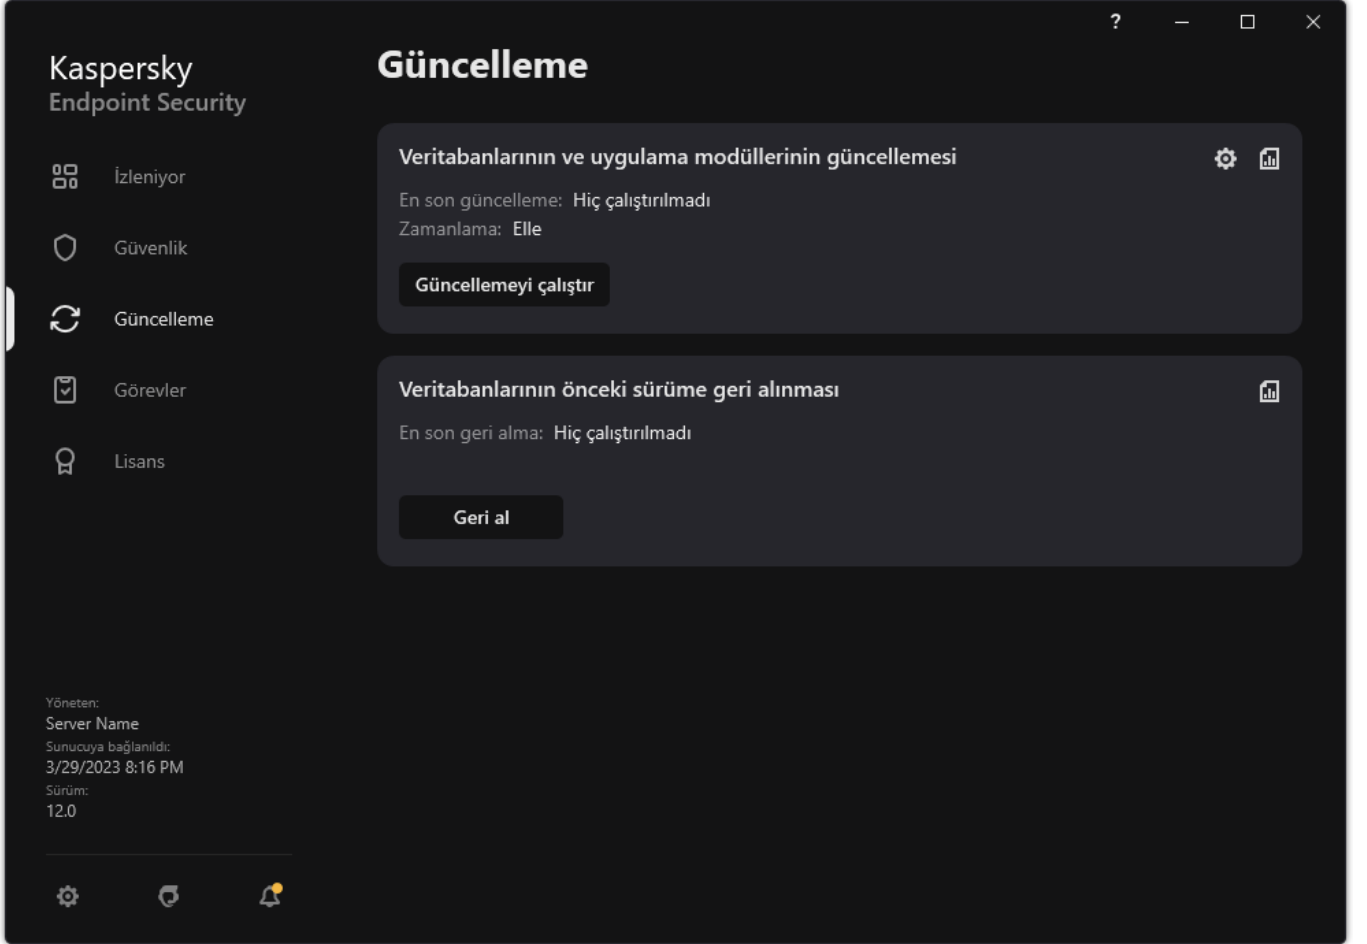 ?
Kaspersky
Endpoint Security
İzleniyor
Güvenlik
Güncelleme
Görevler
Lisans
Yöneten:
Server Name
Sunucuya bağlanıldı:
3/29/2023 8:16 PM
Sürüm:
12.0
Güncelleme
Veritabanlarının ve uygulama modüllerinin güncellemesi
En son güncelleme: Hiç çalıştırılmadı
Zamanlama: Elle
Güncellemeyi çalıştır
Veritabanlarının önceki sürüme geri alınması
En son geri alma: Hiç çalıştırılmadı
Geri al